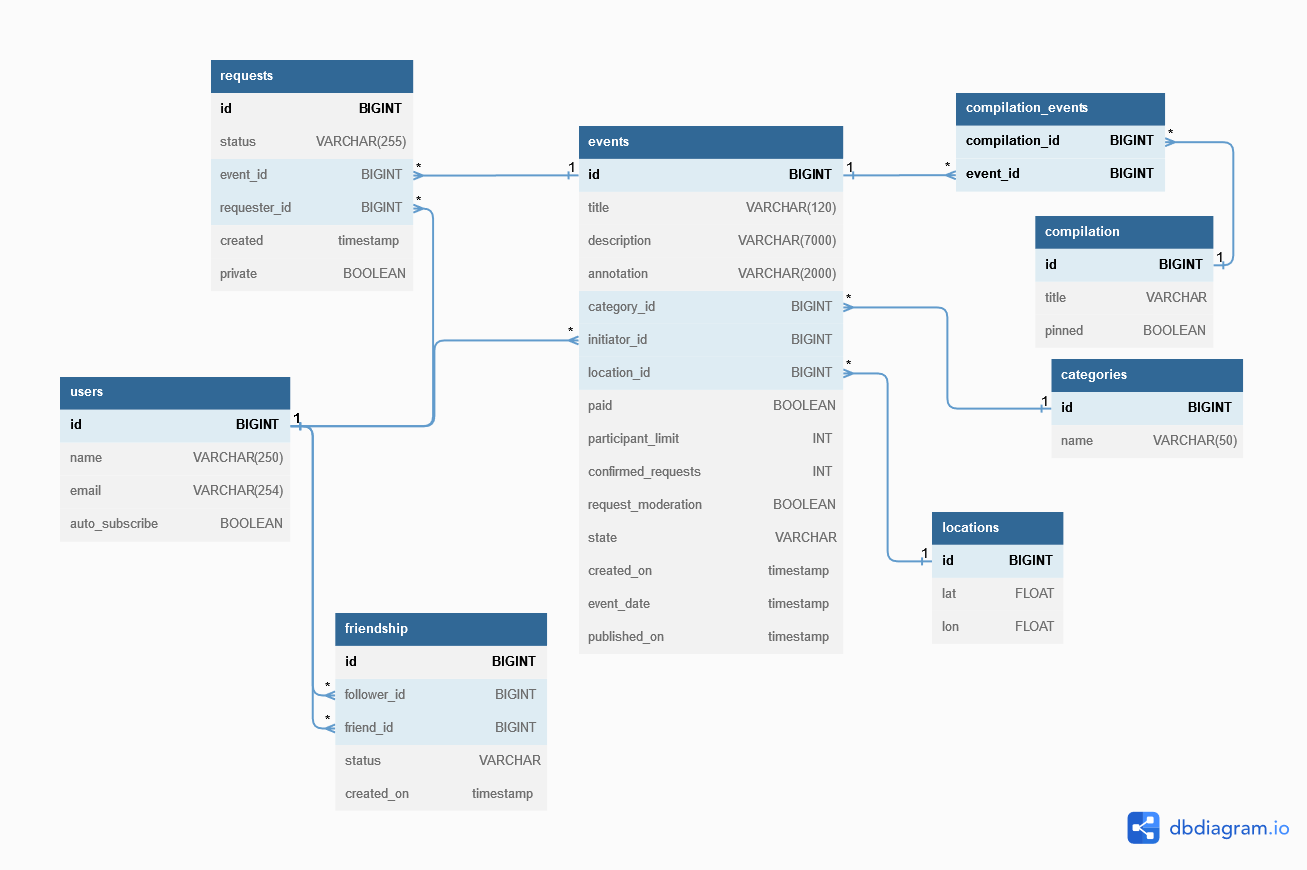 requests
id BIGINT
status VARCHAR(255)
event_id BIGINT
requester_id BIGINT
created timestamp
private BOOLEAN
*
*
users
id BIGINT
name VARCHAR(250)
email VARCHAR(254)
auto_subscribe BOOLEAN
1
friendship
id BIGINT
follower_id BIGINT
friend_id BIGINT
status VARCHAR
created_on timestamp
*
*
events
id BIGINT
title VARCHAR(120)
description VARCHAR(7000)
annotation VARCHAR(2000)
category_id BIGINT
initiator_id BIGINT
location_id BIGINT
paid BOOLEAN
participant_limit INT
confirmed_requests INT
request_moderation BOOLEAN
state VARCHAR
created_on timestamp
event_date timestamp
published_on timestamp
1
1
*
*
*
compilation_events
compilation_id BIGINT
event_id BIGINT
*
*
compilation
id BIGINT
title VARCHAR
pinned BOOLEAN
1
categories
id BIGINT
name VARCHAR(50)
1
locations
id BIGINT
lat FLOAT
lon FLOAT
1
dbdiagram.io